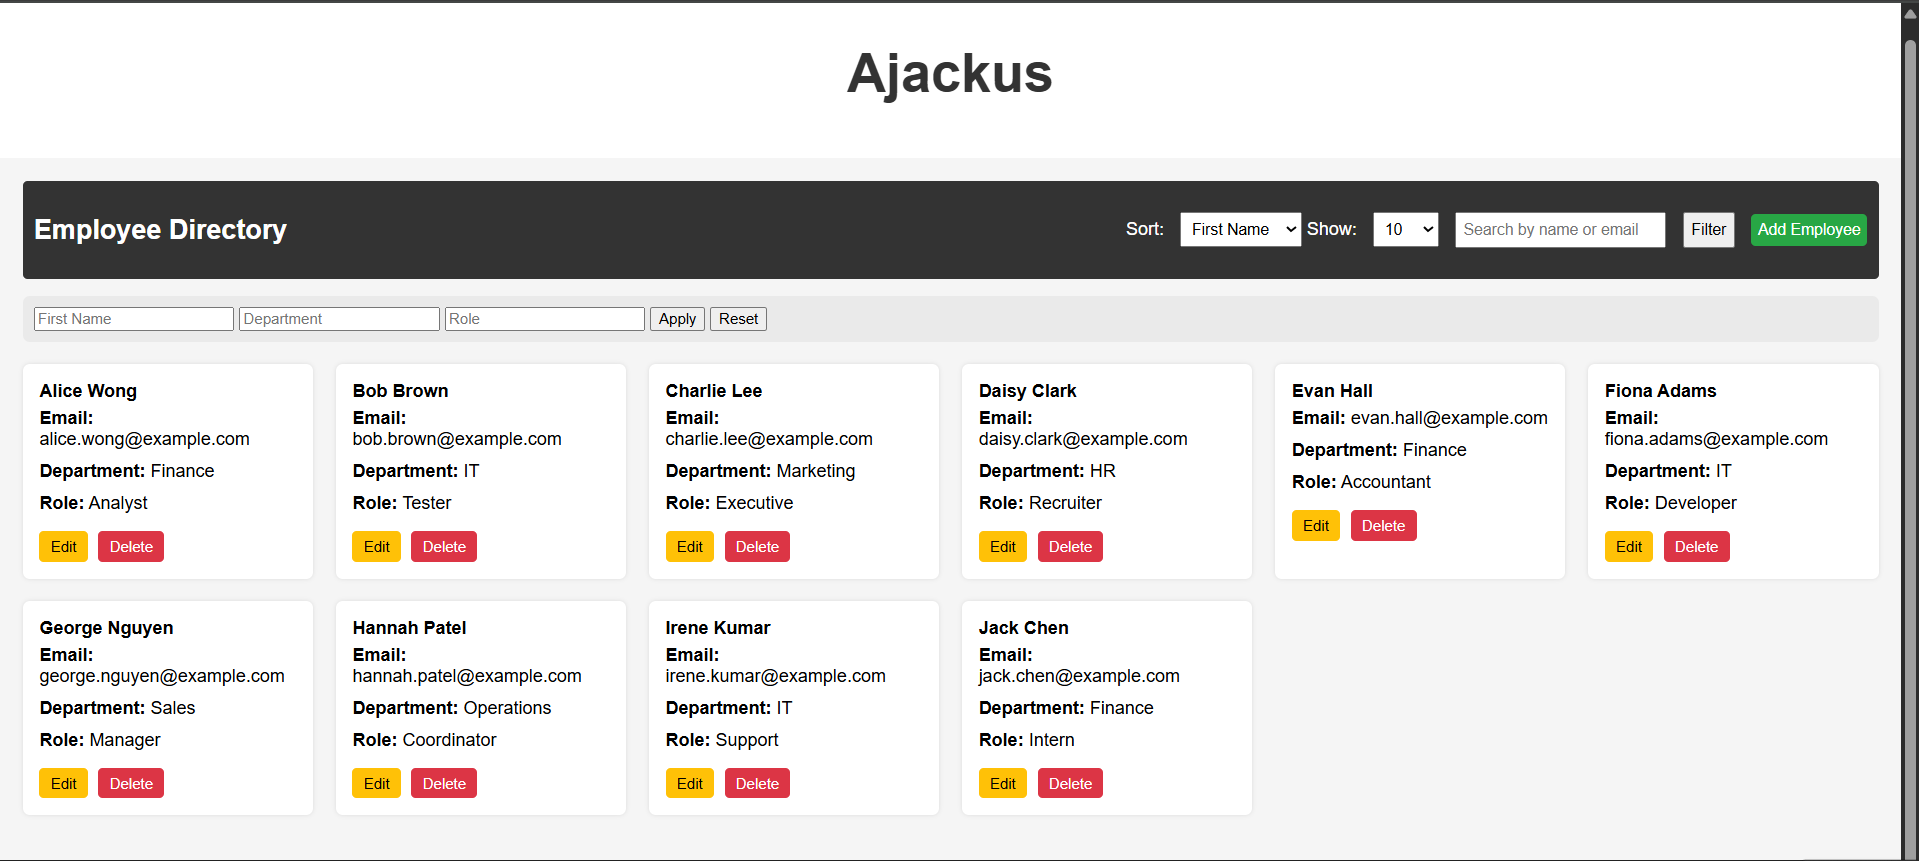 Ajackus
Employee Directory
Sort: First Name Show: 10 Search by name or email Filter Add Employee
First Name Department Role Apply Reset
Alice Wong
Email:
alice.wong@example.com
Department: Finance
Role: Analyst
Edit Delete
Bob Brown
Email:
bob.brown@example.com
Department: IT
Role: Tester
Edit Delete
Charlie Lee
Email:
charlie.lee@example.com
Department: Marketing
Role: Executive
Edit Delete
Daisy Clark
Email:
daisy.clark@example.com
Department: HR
Role: Recruiter
Edit Delete
Evan Hall
Email: evan.hall@example.com
Department: Finance
Role: Accountant
Edit Delete
Fiona Adams
Email:
fiona.adams@example.com
Department: IT
Role: Developer
Edit Delete
George Nguyen
Email:
george.nguyen@example.com
Department: Sales
Role: Manager
Edit Delete
Hannah Patel
Email:
hannah.patel@example.com
Department: Operations
Role: Coordinator
Edit Delete
Irene Kumar
Email:
irene.kumar@example.com
Department: IT
Role: Support
Edit Delete
Jack Chen
Email:
jack.chen@example.com
Department: Finance
Role: Intern
Edit Delete